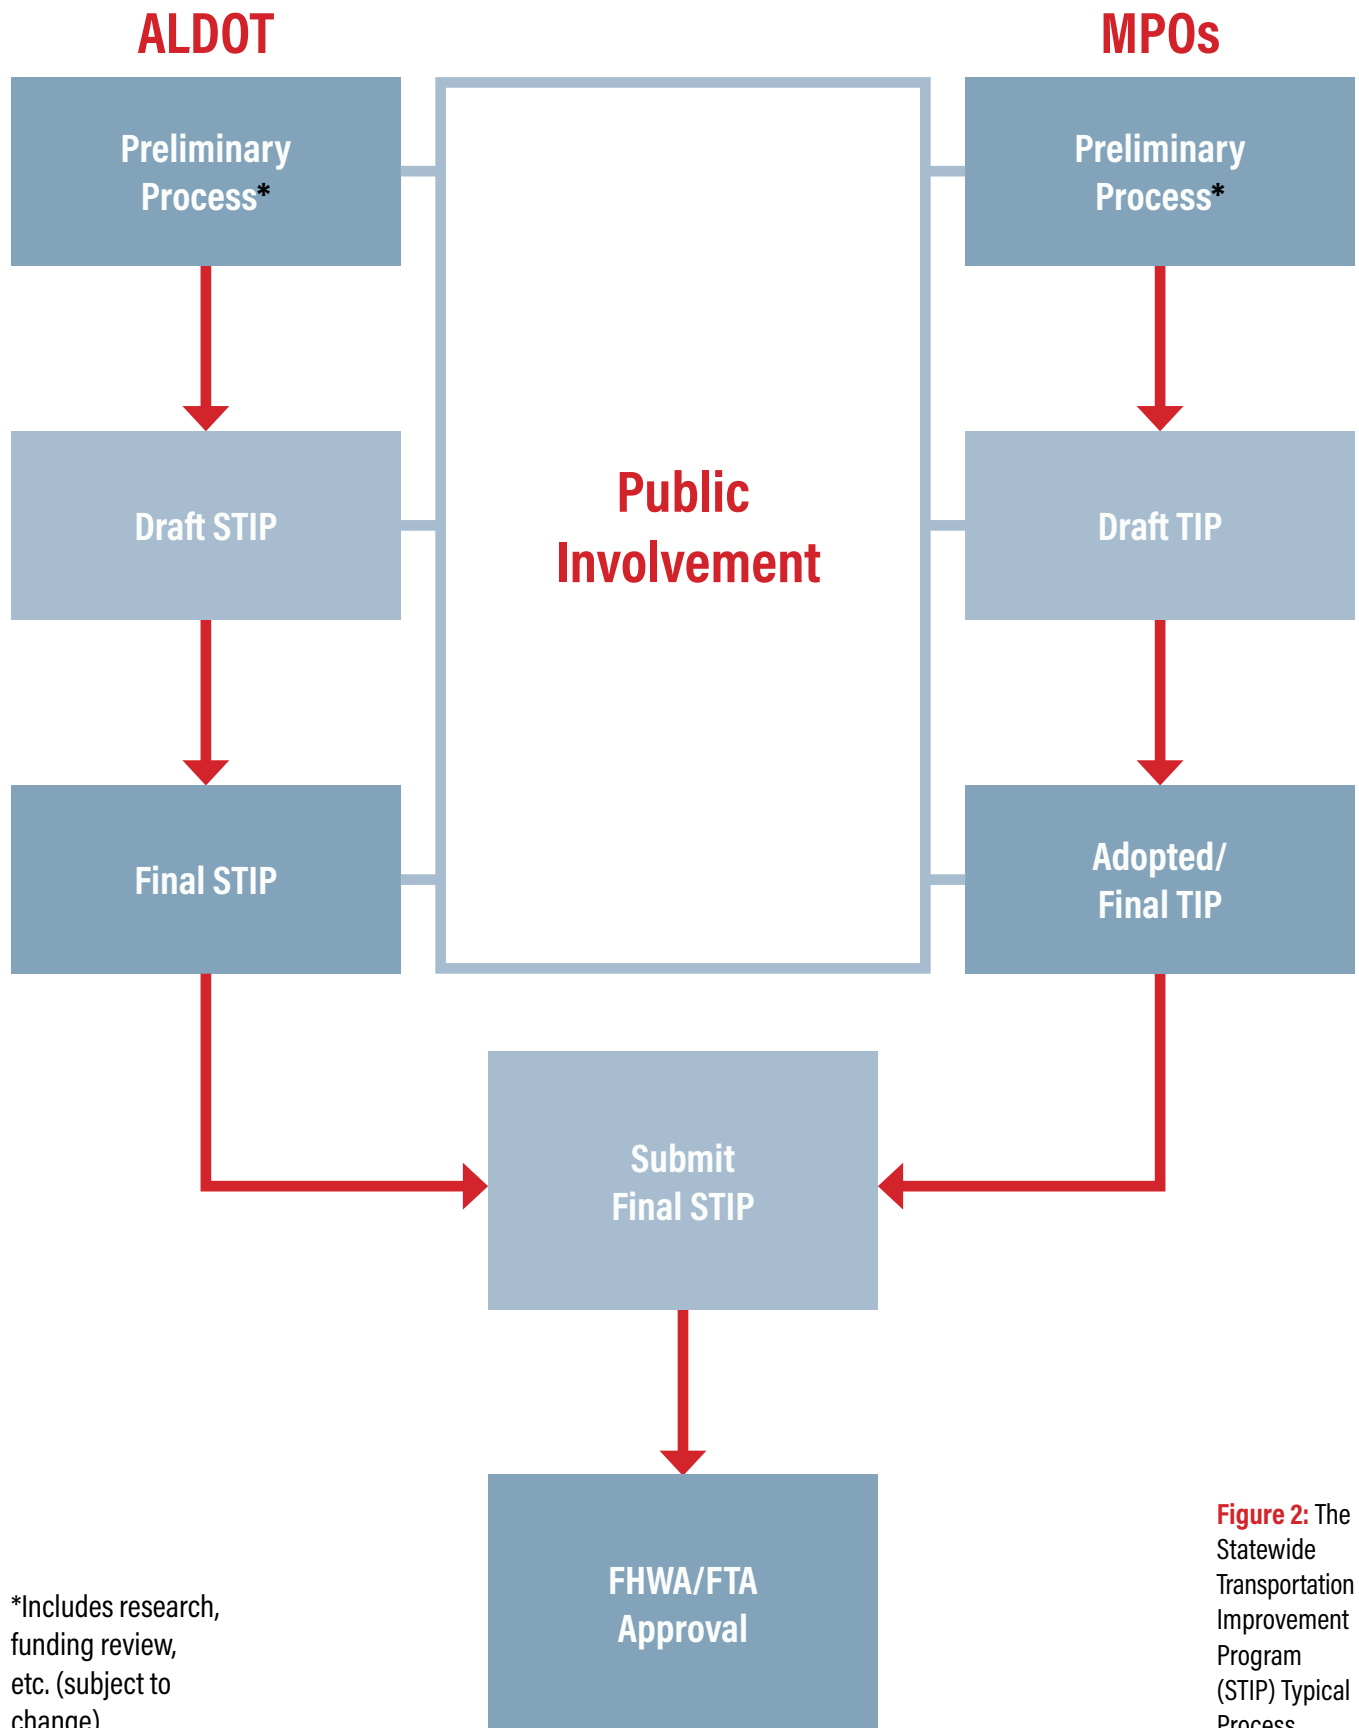 ALDOT
MPOs
Preliminary
Process*
Preliminary
Process*
Public
Involvement
Draft STIP
Draft TIP
Final STIP
Adopted/
Final TIP
Submit
Final STIP
FHWA/FTA
Approval
*Includes research,
funding review,
etc. (subject to
change)
Figure 2: The
Statewide
Transportation
Improvement
Program
(STIP) Typical
Process